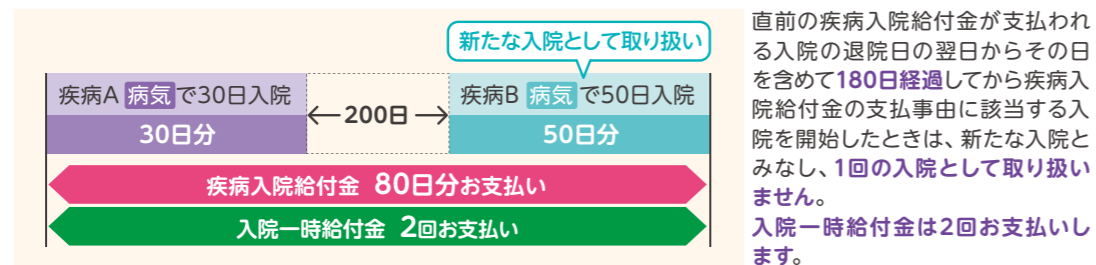 新たな入院として取り扱い
疾病A 病気 で30日入院
200日
疾病B 病気 で50日入院
30日分
50日分
疾病入院給付金 80日分お支払い
入院一時給付金 2回お支払い
直前の疾病入院給付金が支払われ
る入院の退院日の翌日からその日
を含めて180日経過してから疾病入
院給付金の支払事由に該当する入
院を開始したときは、新たな入院と
みなし、1回の入院として取り扱い
ません。
入院一時給付金は2回お支払いし
ます。